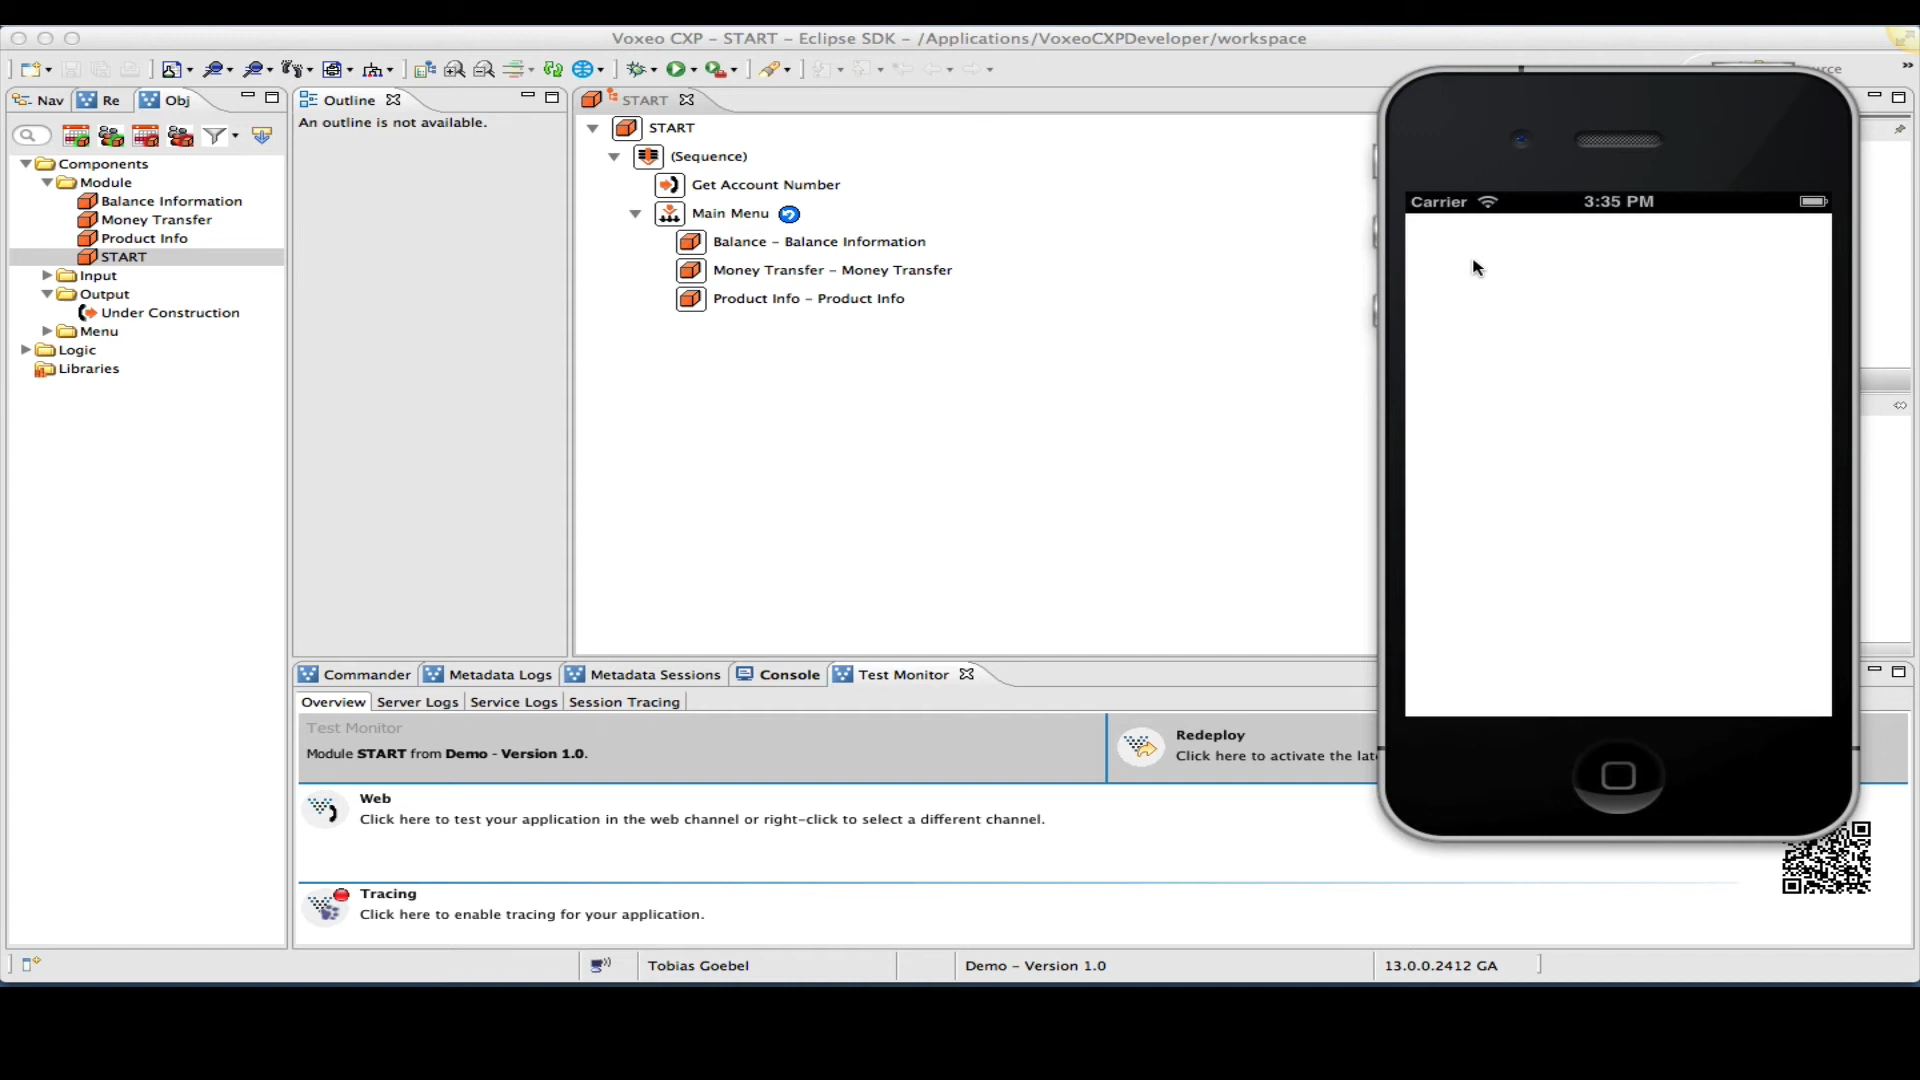 Voxeo CXP – START – Eclipse SDK – /Applications/VoxeoCXPDeveloper/workspace
Nav
Re
Obj
Outline
START
An outline is not available.
Components
Module
Balance Information
Money Transfer
Product Info
START
Input
Output
Under Construction
Menu
Logic
Libraries
START
(Sequence)
Get Account Number
Main Menu
Balance – Balance Information
Money Transfer – Money Transfer
Product Info – Product Info
Carrier
3:35 PM
Commander
Metadata Logs
Metadata Sessions
Console
Test Monitor
Overview
Server Logs
Service Logs
Session Tracing
Test Monitor
Module START from Demo - Version 1.0.
Redeploy
Click here to activate the
Web
Click here to test your application in the web channel or right-click to select a different channel.
Tracing
Click here to enable tracing for your application.
Tobias Goebel
Demo – Version 1.0
13.0.0.2412 GA